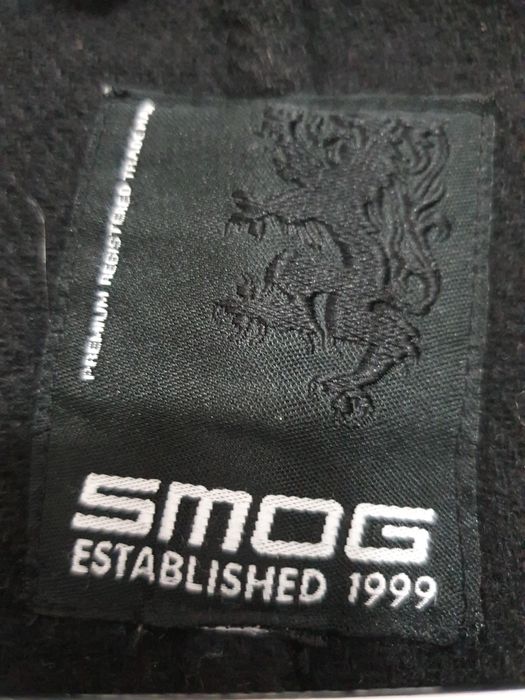 PREMIUM REGISTERED TRADEMARK
SMOG
ESTABLISHED 1999